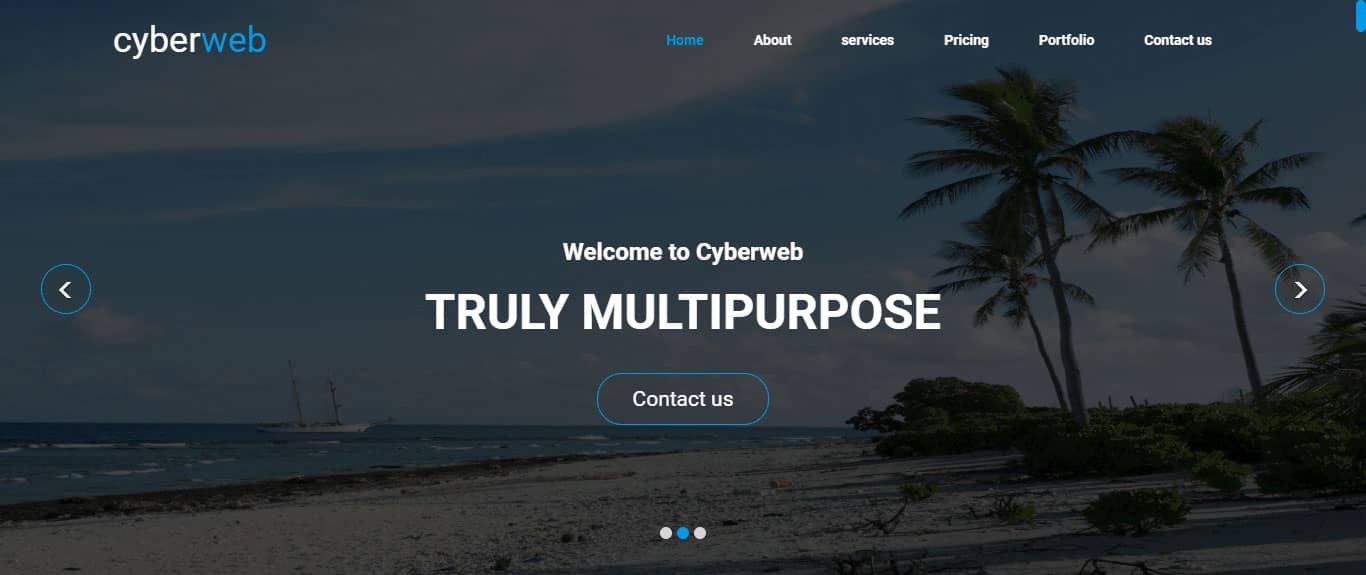 cyberweb
Home About services Pricing Portfolio Contact us
Welcome to Cyberweb
TRULY MULTIPURPOSE
Contact us